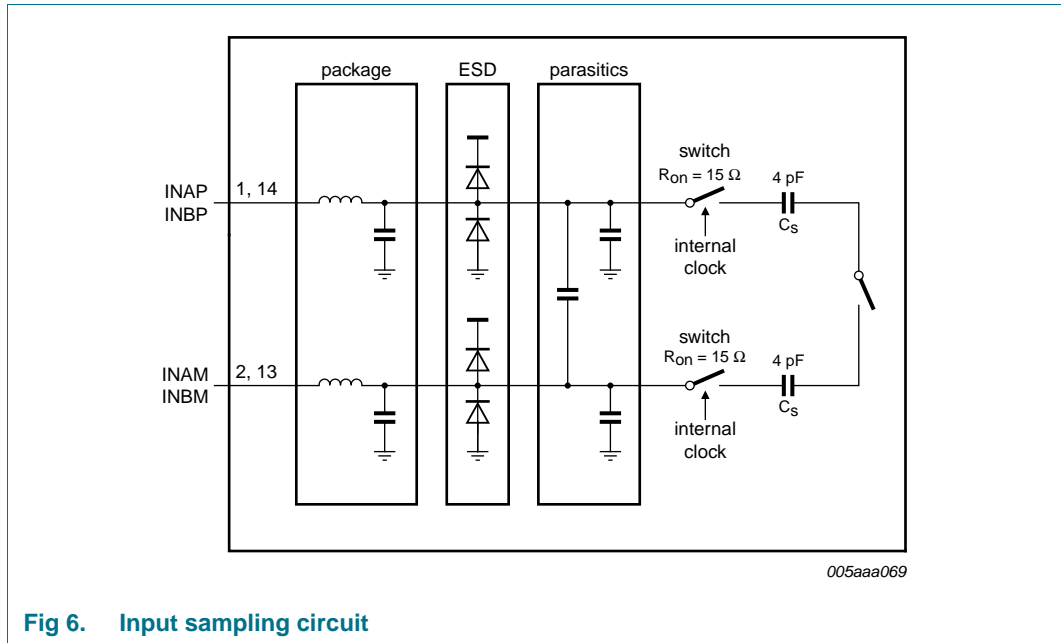 package
ESD
parasitics
switch
Ron = 15 Ω
4 pF
INAP
INBP
1, 14
internal
clock
Cs
switch
Ron = 15 Ω
4 pF
INAM
INBM
2, 13
internal
clock
Cs
005aaa069
Fig 6. Input sampling circuit